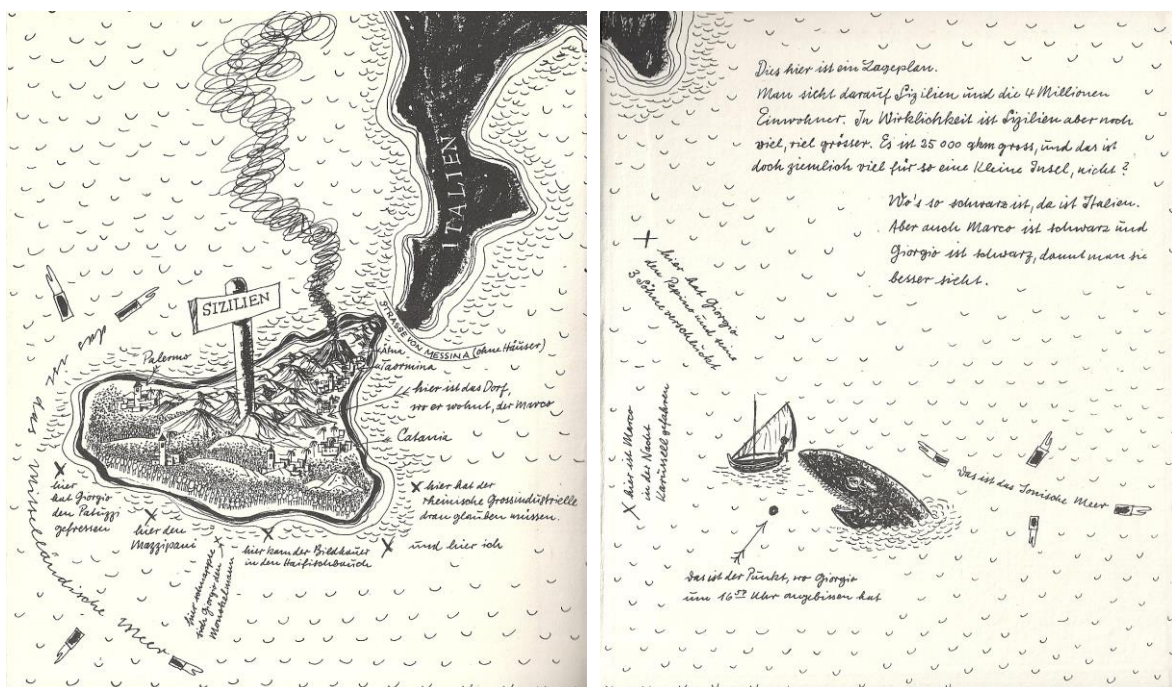 ITALIEN
SIZILIEN
STRASSE VON MESSINA (ohne Häuser)
Palermo
Ätna
Taormina
hier ist das Dorf,
wo er wohnt, der Marco
Catania
hier hat der
rheinische Grossindustrielle
dran glauben müssen.
und hier ich
hier
hat Giorgio
den Patuzzi
gefressen
hier den
Mazzipani
hier schnappte
sich Giorgio den
hier kam der Bildhauer
in den Haifischbauch
das ist das mittelländische Meer
Dies hier ist ein Lageplan.
Man sieht darauf Sizilien und die 4 Millionen
Einwohner. In Wirklichkeit ist Sizilien aber noch
viel, viel grösser. Es ist 25 000 qkm gross, und das ist
doch ziemlich viel für so eine kleine Insel, nicht?
Wo's so schwarz ist, da ist Italien.
Aber auch Marco ist schwarz und
Giorgio ist schwarz, damit man sie
besser sieht.
hier hat Giorgio
den Pepino und seine
3 Söhne verschluckt
hier ist Marco
in der Nacht
Karussell gefahren
das ist das Ionische Meer
das ist der Punkt, wo Giorgio
um 16 Uhr angebissen hat